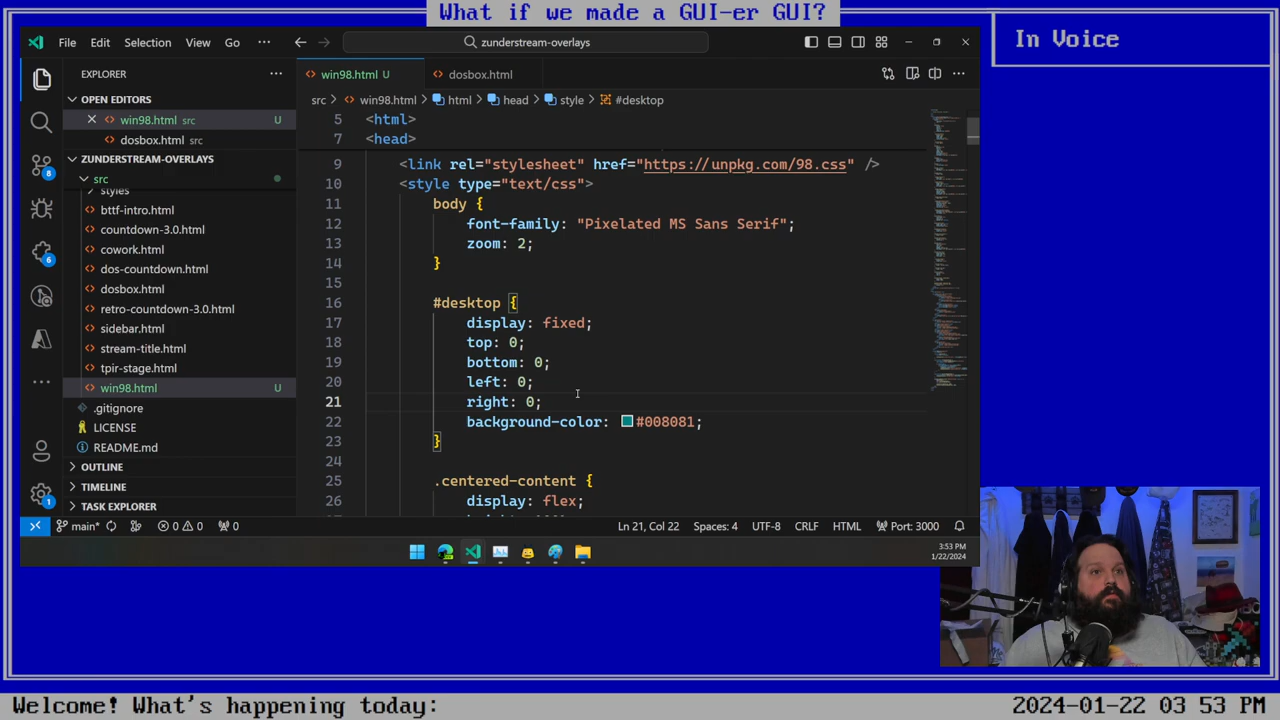 What if we made a GUI-er GUI?
In Voice
File Edit Selection View Go ···
zunderstream-overlays
EXPLORER ···
OPEN EDITORS
win98.html src U
dosbox.html src
ZUNDERSTREAM-OVERLAYS
src
styles
bttf-intro.html
countdown-3.0.html
cowork.html
dos-countdown.html
dosbox.html
retro-countdown-3.0.html
sidebar.html
stream-title.html
tpir-stage.html
win98.html U
.gitignore
LICENSE
README.md
OUTLINE
TIMELINE
TASK EXPLORER
win98.html U dosbox.html
src > win98.html > html > head > style > #desktop
5 <html>
7 <head>
9 <link rel="stylesheet" href="https://unpkg.com/98.css" />
10 <style type="text/css">
11 body {
12 font-family: "Pixelated MS Sans Serif";
13 zoom: 2;
14 }
15
16 #desktop {
17 display: fixed;
18 top: 0;
19 bottom: 0;
20 left: 0;
21 right: 0;
22 background-color: #008081;
23 }
24
25 .centered-content {
26 display: flex;
8
6
1
main* 0 0 0 Ln 21, Col 22 Spaces: 4 UTF-8 CRLF HTML Port: 3000
3:53 PM
1/22/2024
Welcome! What's happening today: 2024-01-22 03 53 PM